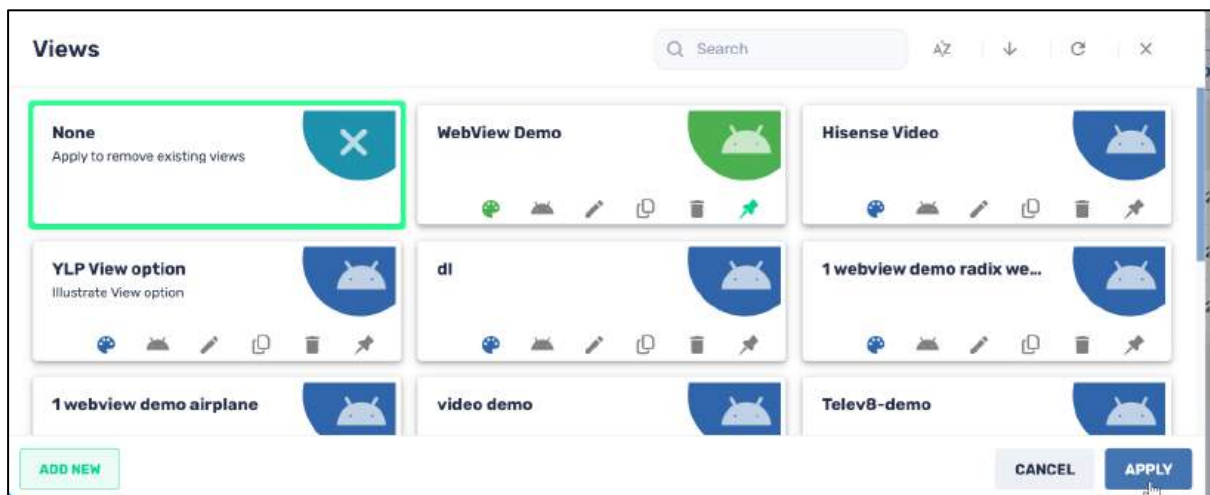 Views
Search
AZ
None
Apply to remove existing views
WebView Demo
Hisense Video
YLP View option
Illustrate View option
dl
1 webview demo radix we...
1 webview demo airplane
video demo
Telev8-demo
ADD NEW
CANCEL
APPLY